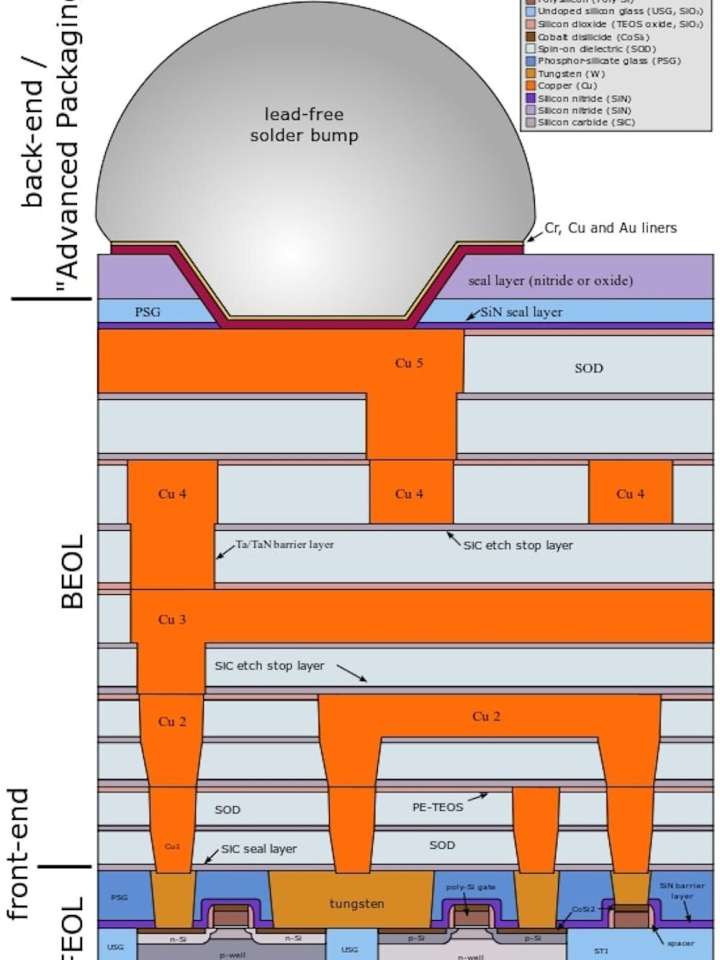 Undoped silicon glass (USG, SiO₂)
Silicon dioxide (TEOS oxide, SiO₂)
Cobalt disilicide (CoSi₂)
Spin-on dielectric (SOD)
Phosphor-silicate glass (PSG)
Tungsten (W)
Copper (Cu)
Silicon nitride (SiN)
Silicon nitride (SiN)
Silicon carbide (SiC)
back-end /
"Advanced Packaging
lead-free
solder bump
Cr, Cu and Au liners
seal layer (nitride or oxide)
PSG
SiN seal layer
Cu 5
SOD
Cu 4
Cu 4
Cu 4
Ta/TaN barrier layer
SiC etch stop layer
BEOL
Cu 3
SiC etch stop layer
Cu 2
Cu 2
SOD
PE-TEOS
Cu1
SiC seal layer
SOD
front-end
FEOL
PSG
tungsten
poly-Si gate
SiN barrier
layer
CoSi2
n-Si
n-Si
p-Si
p-Si
spacer
USG
p-well
USG
n-well
STI